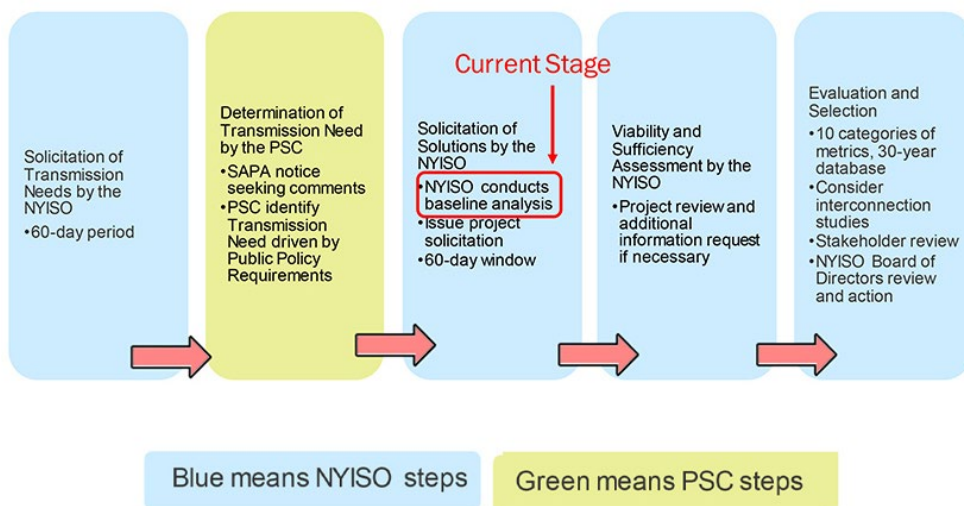 Current Stage
Solicitation of
Transmission
Needs by the
NYISO
•60-day period
Determination of
Transmission Need
by the PSC
•SAPA notice
seeking comments
•PSC identify
Transmission
Need driven by
Public Policy
Requirements
Solicitation of
Solutions by the
NYISO
•NYISO conducts
baseline analysis
•Issue project
solicitation
•60-day window
Viability and
Sufficiency
Assessment by the
NYISO
•Project review and
additional
information request
if necessary
Evaluation and
Selection
•10 categories of
metrics, 30-year
database
•Consider
interconnection
studies
•Stakeholder review
•NYISO Board of
Directors review
and action
Blue means NYISO steps
Green means PSC steps